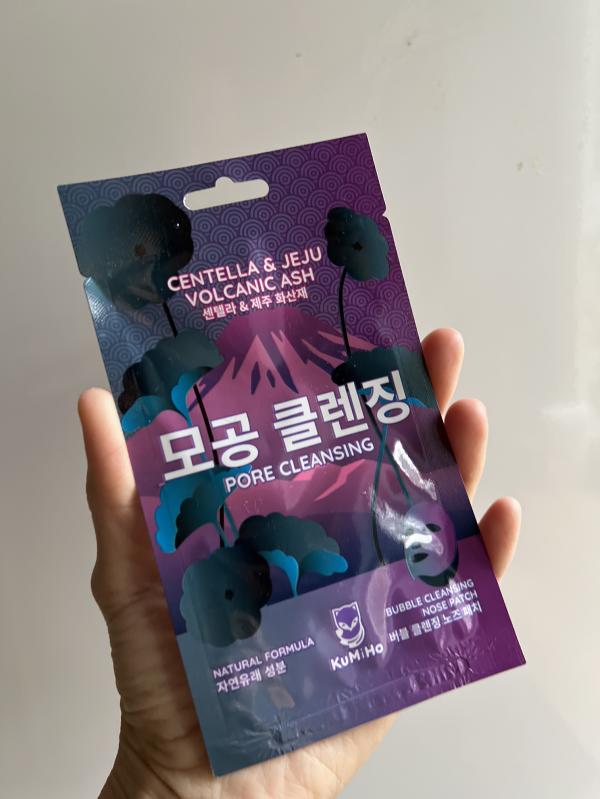 CENTELLA & JEJU
VOLCANIC ASH
센텔라 & 제주 화산재
모공 클렌징
PORE CLEANSING
NATURAL FORMULA
자연유래 성분
KuMiHo
BUBBLE CLEANSING
NOSE PATCH
버블 클렌징 노즈 패치